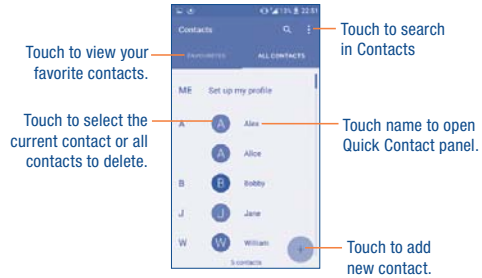 22:51
Contacts
FAVOURITES ALL CONTACTS
ME Set up my profile
A A Alex
A Alice
B B Bobby
J J Jane
W W William
5 contacts
Touch to view your
favorite contacts.
Touch to select the
current contact or all
contacts to delete.
Touch to search
in Contacts
Touch name to open
Quick Contact panel.
Touch to add
new contact.